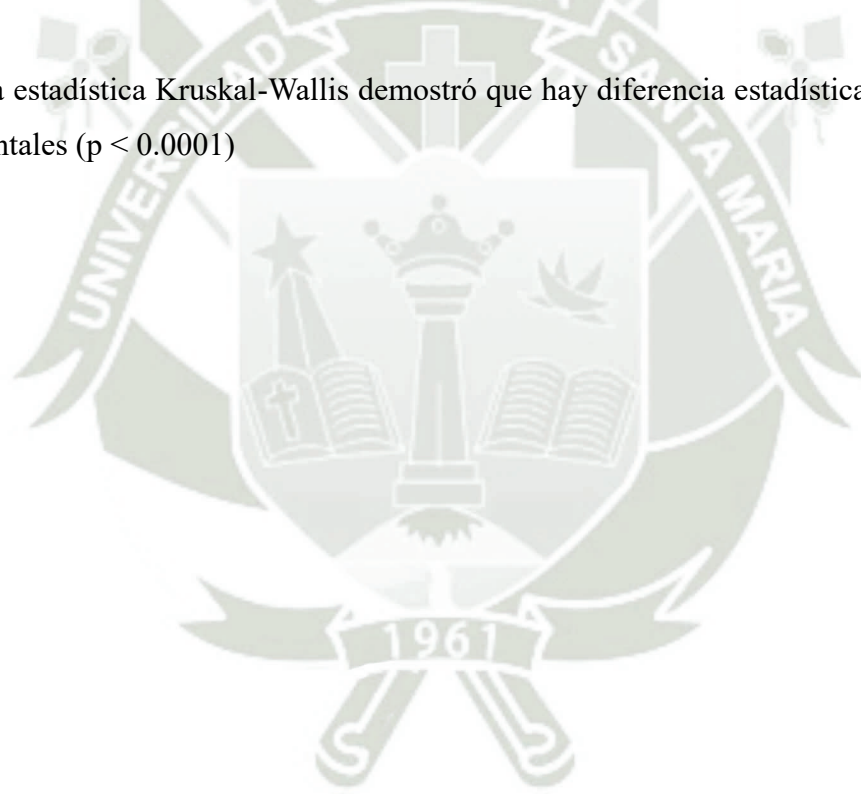 a estadística Kruskal-Wallis demostró que hay diferencia estadística
ntales (p < 0.0001)
UNIVERSIDAD
SANTA MARIA
1961